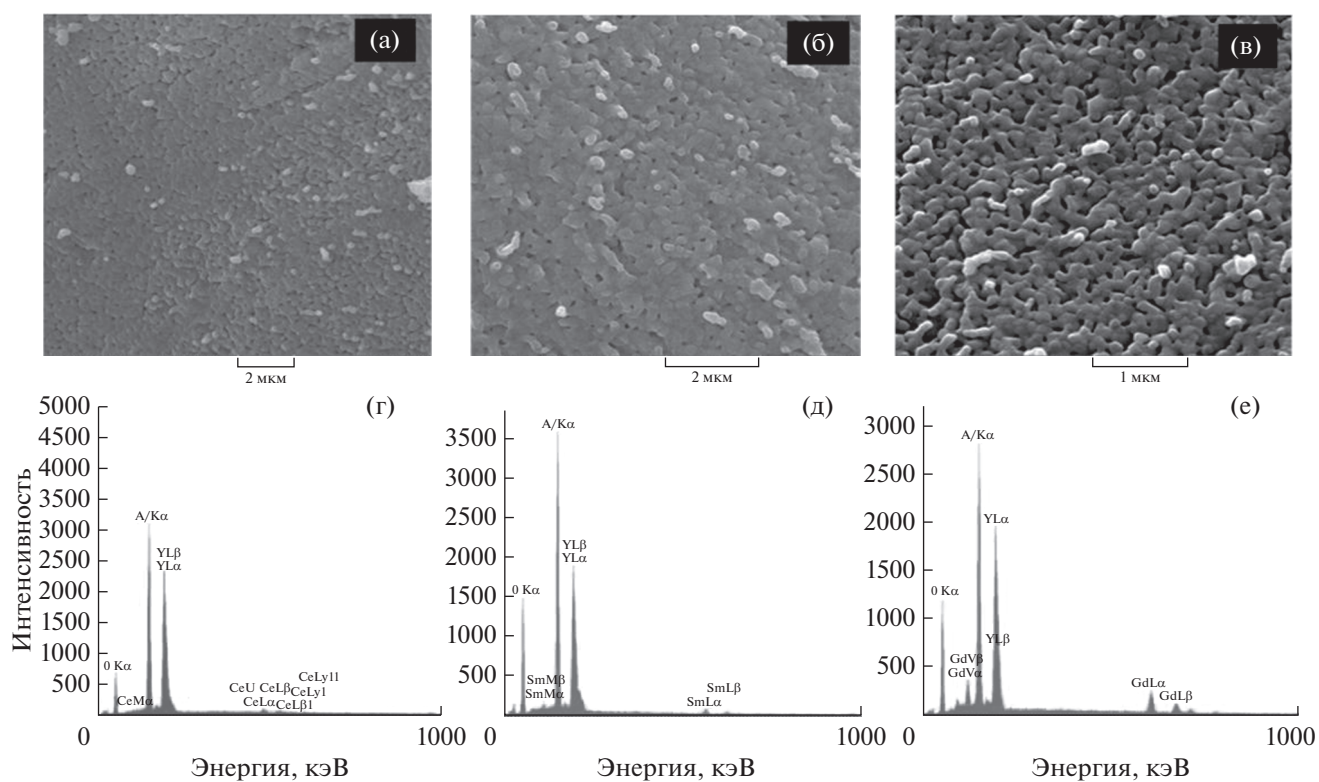 (а)
(б)
(в)
2 мкм
2 мкм
1 мкм
(г)
5000
4500
4000
3500
3000
2500
2000
1500
1000
500
0
1000
Интенсивность
Энергия, кэВ
A/Kα
YLβ
YLα
0 Kα
CeMα
CeU CeLβ
CeLα
CeLβ1
CeLy1
CeLy11
(д)
3500
3000
2500
2000
1500
1000
500
0
1000
Энергия, кэВ
A/Kα
YLβ
YLα
0 Kα
SmMβ
SmMα
SmLβ
SmLα
(е)
3000
2500
2000
1500
1000
500
0
1000
Энергия, кэВ
A/Kα
YLα
0 Kα
YLβ
GdVβ
GdVα
GdLα
GdLβ